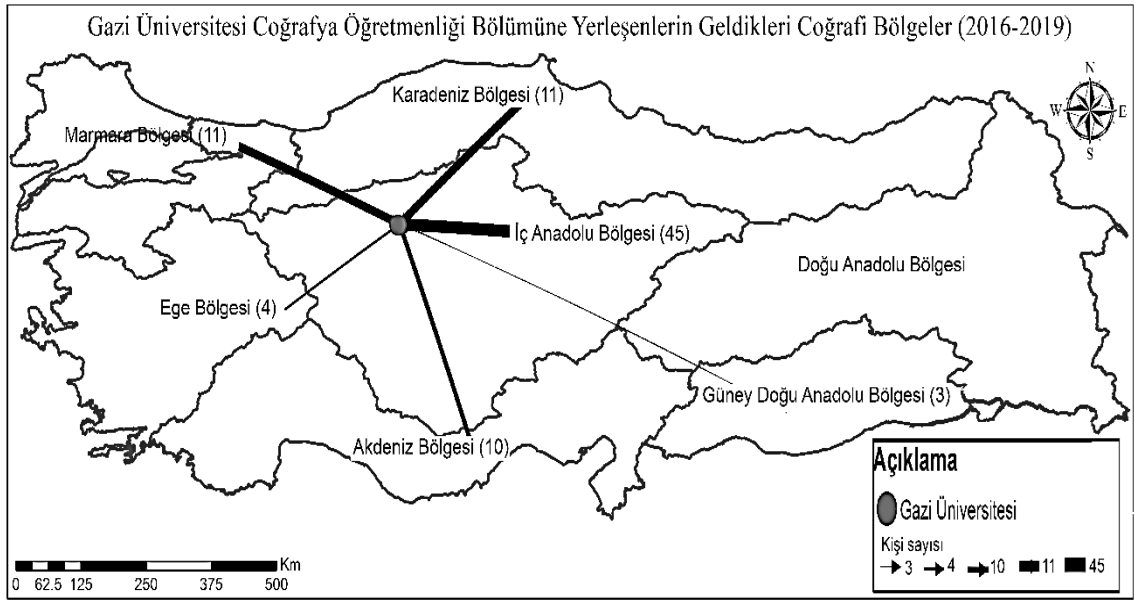 Gazi Üniversitesi Coğrafya Öğretmenliği Bölümüne Yerleşenlerin Geldikleri Coğrafi Bölgeler (2016-2019)
N
W E
S
Karadeniz Bölgesi (11)
Marmara Bölgesi (11)
İç Anadolu Bölgesi (45)
Doğu Anadolu Bölgesi
Ege Bölgesi (4)
Güney Doğu Anadolu Bölgesi (3)
Akdeniz Bölgesi (10)
Açıklama
Gazi Üniversitesi
Kişi sayısı
3 4 10 11 45
Km
0 62.5 125 250 375 500